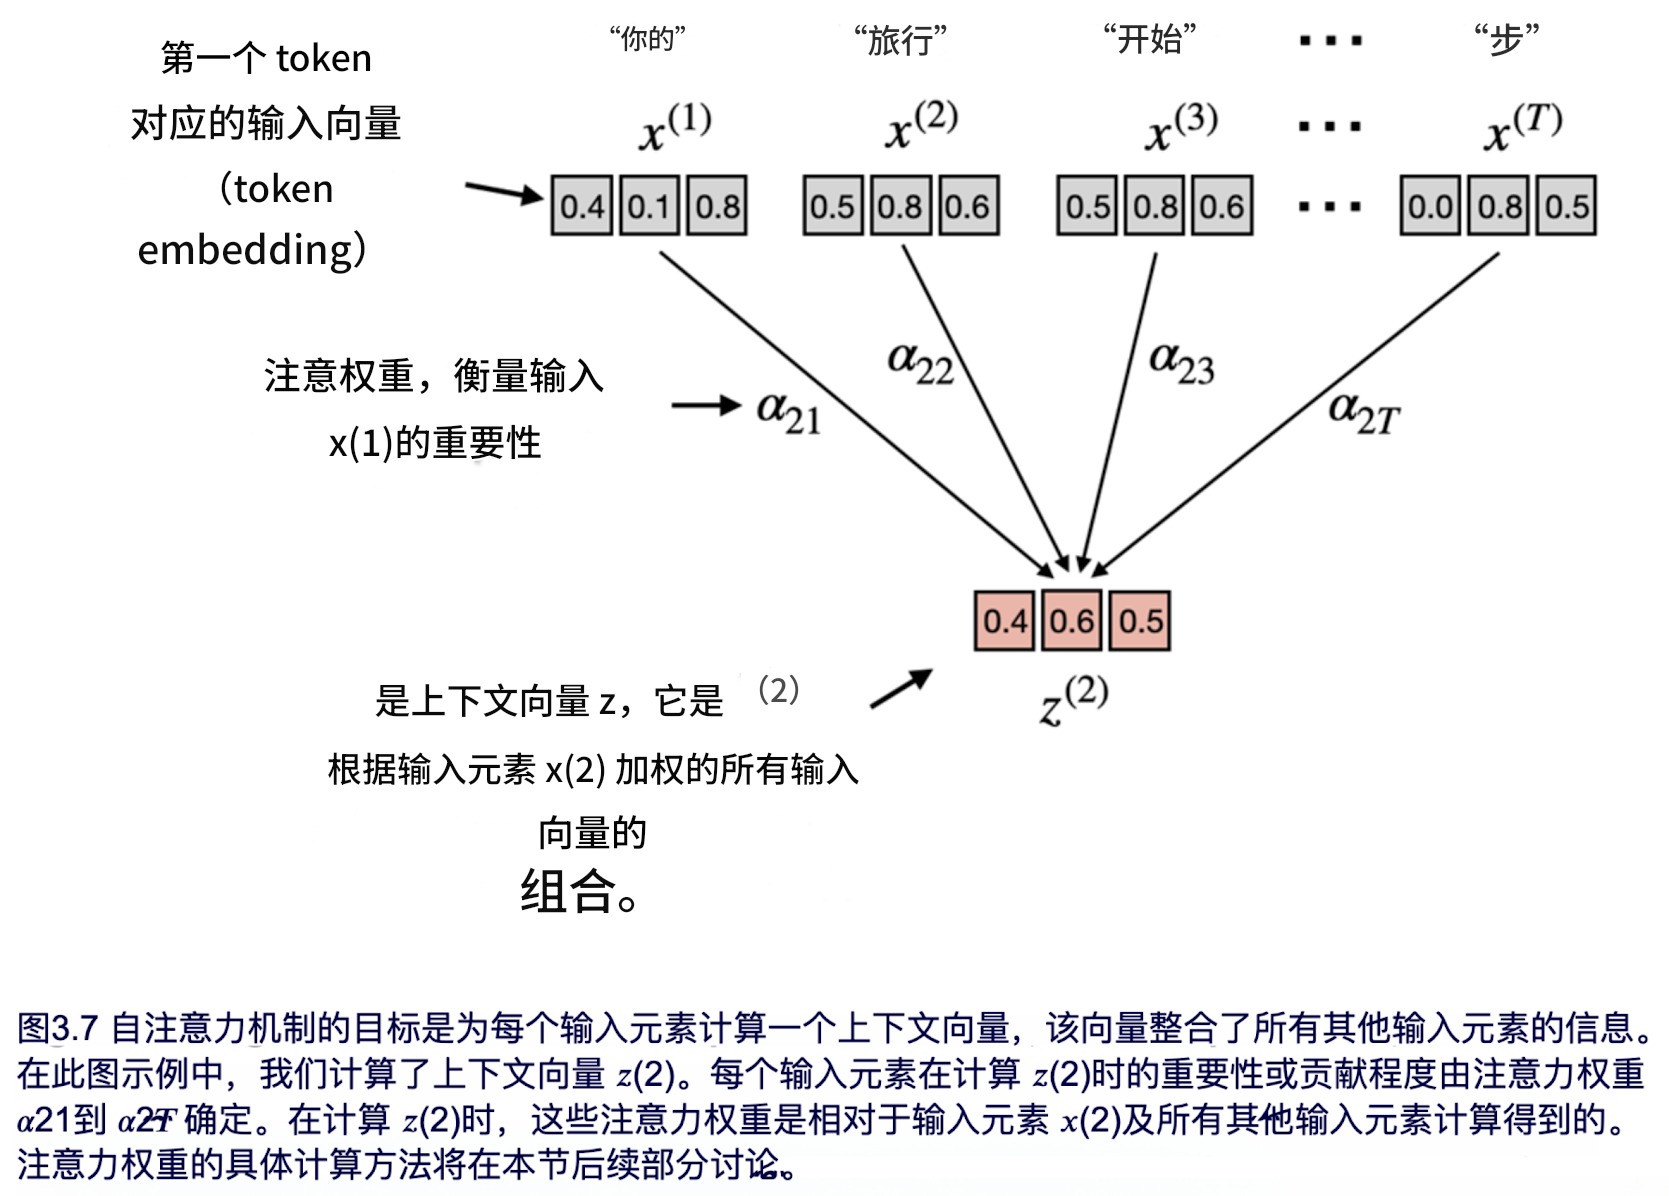 第一个 token
对应的输入向量
（token
embedding）
“你的” “旅行” “开始” ... “步”
x(1) x(2) x(3) ... x(T)
0.4 0.1 0.8 0.5 0.8 0.6 0.5 0.8 0.6 ... 0.0 0.8 0.5
注意权重，衡量输入
x(1)的重要性
α21 α22 α23 α2T
0.4 0.6 0.5
z(2)
是上下文向量 z，它是 （2）
根据输入元素 x(2) 加权的所有输入
向量的
组合。
图3.7 自注意力机制的目标是为每个输入元素计算一个上下文向量，该向量整合了所有其他输入元素的信息。
在此图示例中，我们计算了上下文向量 z(2)。每个输入元素在计算 z(2)时的重要性或贡献程度由注意力权重
α21到 α2T 确定。在计算 z(2)时，这些注意力权重是相对于输入元素 x(2)及所有其他输入元素计算得到的。
注意力权重的具体计算方法将在本节后续部分讨论。